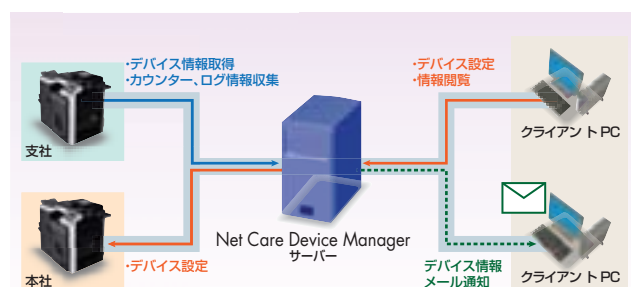 ・デバイス情報取得
・カウンター、ログ情報収集
・デバイス設定
・情報閲覧
支社
クライアントPC
Net Care Device Manager
サーバー
本社
・デバイス設定
デバイス情報
メール通知
クライアントPC